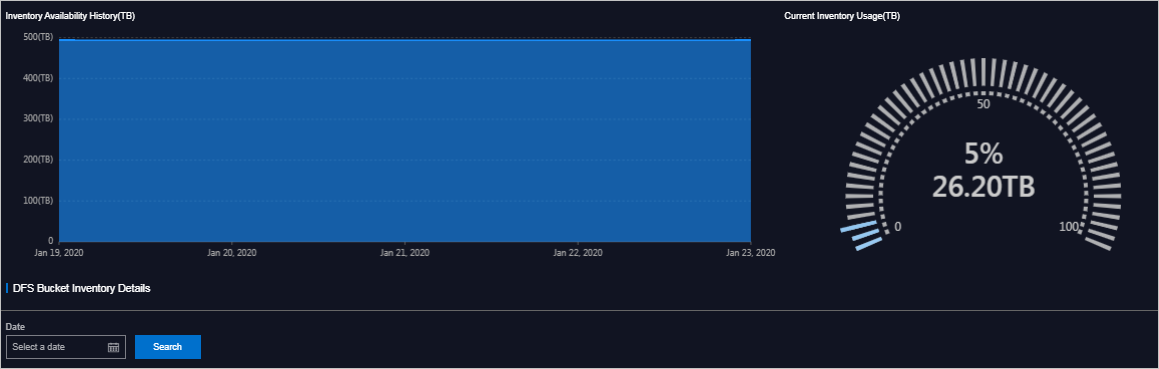 Inventory Availability History(TB)
500(TB)
400(TB)
300(TB)
200(TB)
100(TB)
0
Jan 19, 2020
Jan 20, 2020
Jan 21, 2020
Jan 22, 2020
Jan 23, 2020
Current Inventory Usage(TB)
50
5%
26.20TB
0
100
DFS Bucket Inventory Details
Date
Select a date
Search